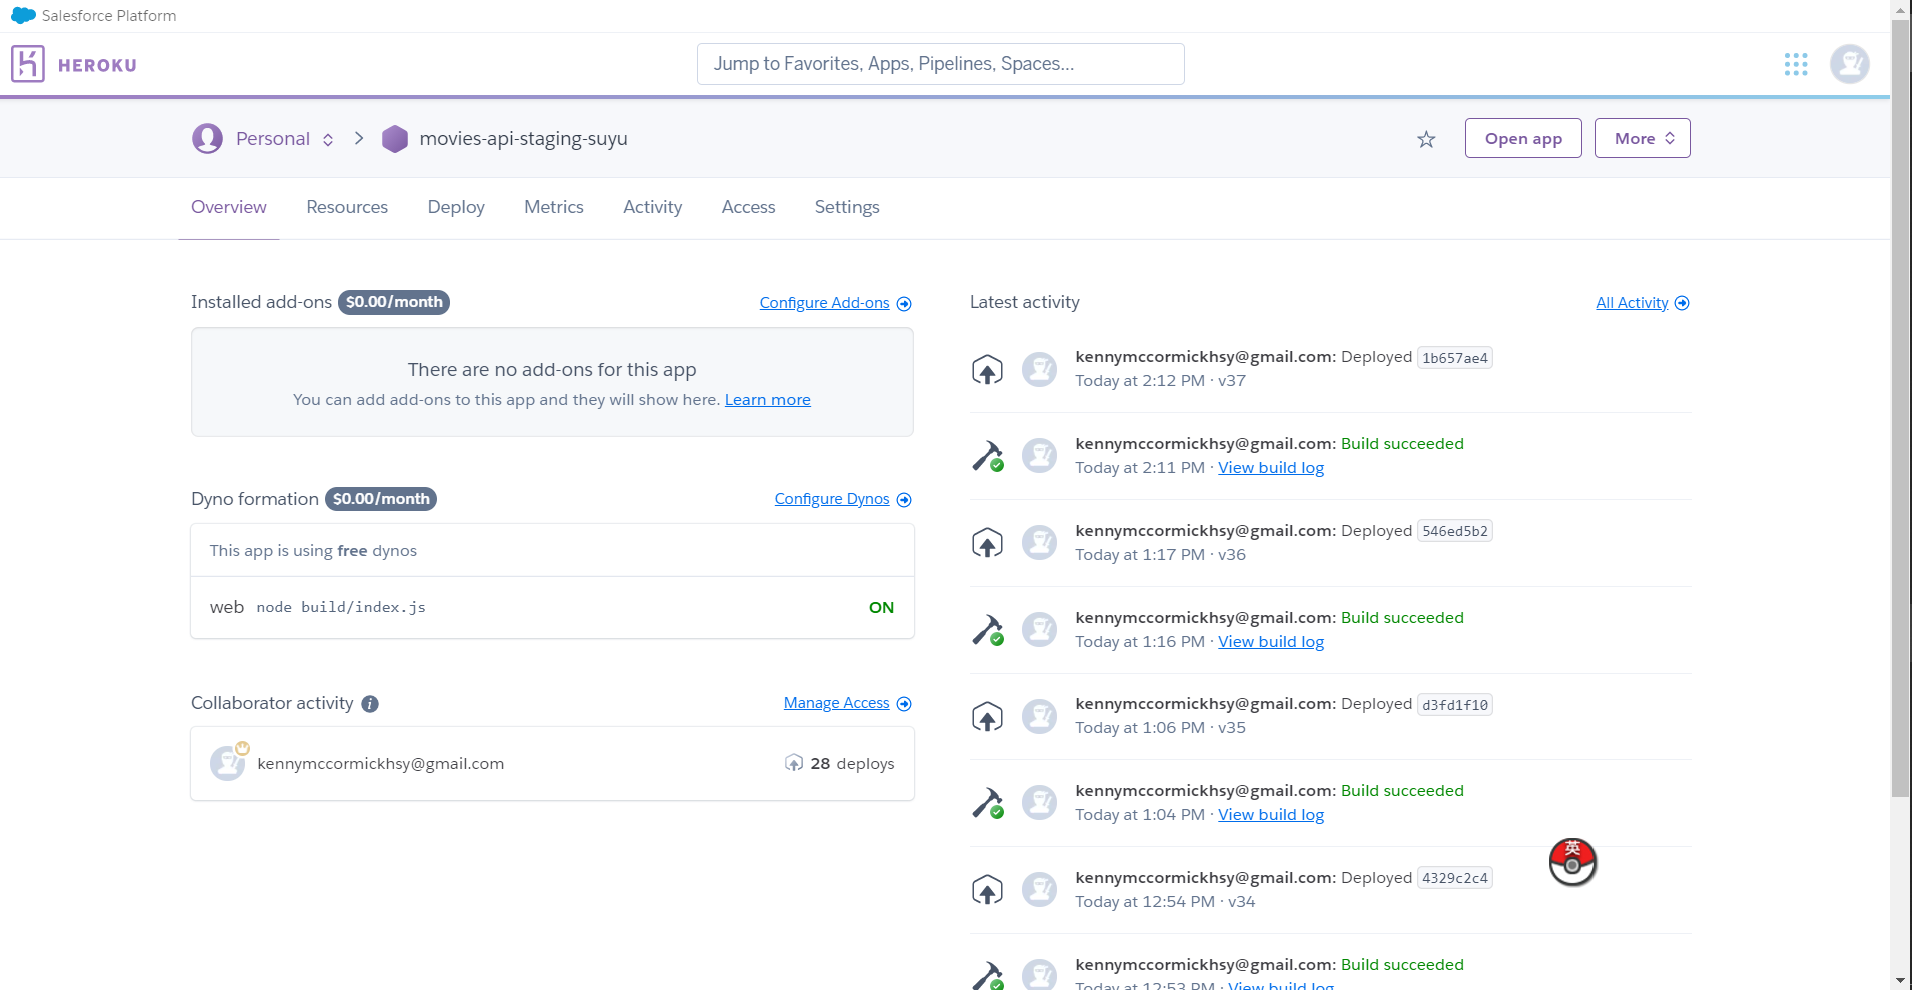 Salesforce Platform
HEROKU
Jump to Favorites, Apps, Pipelines, Spaces...
Personal
movies-api-staging-suyu
Open app
More
Overview
Resources
Deploy
Metrics
Activity
Access
Settings
Installed add-ons $0.00/month
Configure Add-ons
There are no add-ons for this app
You can add add-ons to this app and they will show here. Learn more
Dyno formation $0.00/month
Configure Dynos
This app is using free dynos
web node build/index.js
ON
Collaborator activity i
Manage Access
kennymccormickhsy@gmail.com
28 deploys
Latest activity
All Activity
kennymccormickhsy@gmail.com: Deployed 1b657ae4
Today at 2:12 PM · v37
kennymccormickhsy@gmail.com: Build succeeded
Today at 2:11 PM · View build log
kennymccormickhsy@gmail.com: Deployed 546ed5b2
Today at 1:17 PM · v36
kennymccormickhsy@gmail.com: Build succeeded
Today at 1:16 PM · View build log
kennymccormickhsy@gmail.com: Deployed d3fd1f10
Today at 1:06 PM · v35
kennymccormickhsy@gmail.com: Build succeeded
Today at 1:04 PM · View build log
英
kennymccormickhsy@gmail.com: Deployed 4329c2c4
Today at 12:54 PM · v34
kennymccormickhsy@gmail.com: Build succeeded
Today at 12:53 PM · View build log